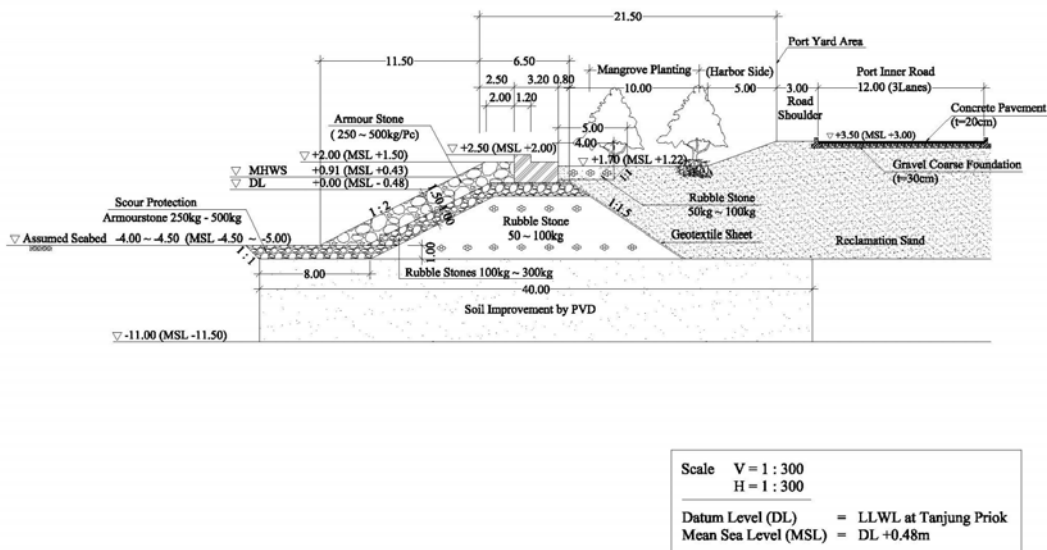 21.50
Port Yard Area
11.50
6.50
2.50
3.20
0.80
Mangrove Planting
(Harbor Side)
Port Inner Road
10.00
5.00
3.00
12.00 (3Lanes)
2.00
1.20
Road
Shoulder
Concrete Pavement
(t=20cm)
Armour Stone
( 250 ~ 500kg/Pc)
5.00
4.00
+3.50 (MSL +3.00)
+2.50 (MSL +2.00)
+2.00 (MSL +1.50)
+1.70 (MSL +1.22)
1:1
MHWS +0.91 (MSL +0.43)
DL +0.00 (MSL - 0.48)
Gravel Coarse Foundation
(t=30cm)
Scour Protection
Armourstone 250kg - 500kg
1:2
1.50
1.00
Rubble Stone
50kg ~ 100kg
Rubble Stone
50 ~ 100kg
1:1.5
Geotextile Sheet
Reclamation Sand
Assumed Seabed -4.00 ~ -4.50 (MSL -4.50 ~ -5.00)
1:1
1.00
8.00
Rubble Stones 100kg ~ 300kg
40.00
Soil Improvement by PVD
-11.00 (MSL -11.50)
Scale V = 1 : 300
H = 1 : 300
Datum Level (DL) = LLWL at Tanjung Priok
Mean Sea Level (MSL) = DL +0.48m